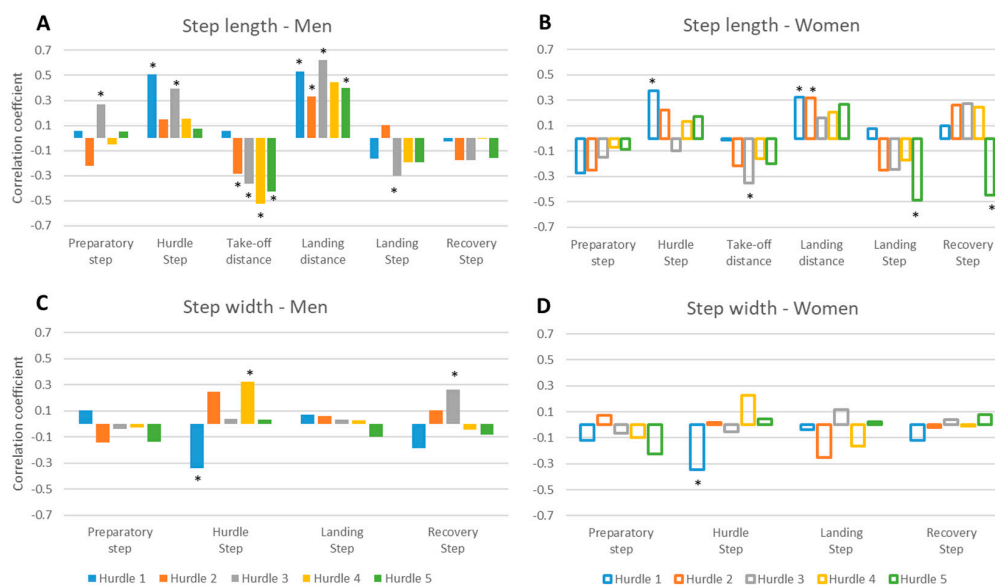 A
Step length - Men
Correlation coeffcient
0.7
0.5
0.3
0.1
-0.1
-0.3
-0.5
-0.7
* * * * * * * * * * * * *
Preparatory step
Hurdle Step
Take-off distance
Landing distance
Landing Step
Recovery Step
B
Step length - Women
0.7
0.5
0.3
0.1
-0.1
-0.3
-0.5
-0.7
* * * * * *
Preparatory step
Hurdle Step
Take-off distance
Landing distance
Landing Step
Recovery Step
C
Step width - Men
Correlation coefficient
0.7
0.5
0.3
0.1
-0.1
-0.3
-0.5
-0.7
* * *
Preparatory step
Hurdle Step
Landing Step
Recovery Step
Hurdle 1 Hurdle 2 Hurdle 3 Hurdle 4 Hurdle 5
D
Step width - Women
0.7
0.5
0.3
0.1
-0.1
-0.3
-0.5
-0.7
*
Preparatory step
Hurdle Step
Landing Step
Recovery Step
Hurdle 1 Hurdle 2 Hurdle 3 Hurdle 4 Hurdle 5